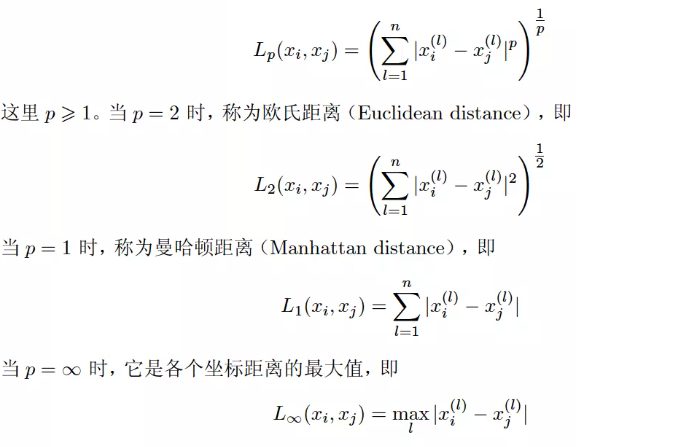 L_p(x_i, x_j) = \left( \sum_{l=1}^{n} |x_i^{(l)} - x_j^{(l)}|^p \right)^{\frac{1}{p}}
这里 p ⩾ 1。当 p = 2 时，称为欧氏距离（Euclidean distance），即
L_2(x_i, x_j) = \left( \sum_{l=1}^{n} |x_i^{(l)} - x_j^{(l)}|^2 \right)^{\frac{1}{2}}
当 p = 1 时，称为曼哈顿距离（Manhattan distance），即
L_1(x_i, x_j) = \sum_{l=1}^{n} |x_i^{(l)} - x_j^{(l)}|
当 p = ∞ 时，它是各个坐标距离的最大值，即
L_∞(x_i, x_j) = \max_{l} |x_i^{(l)} - x_j^{(l)}|